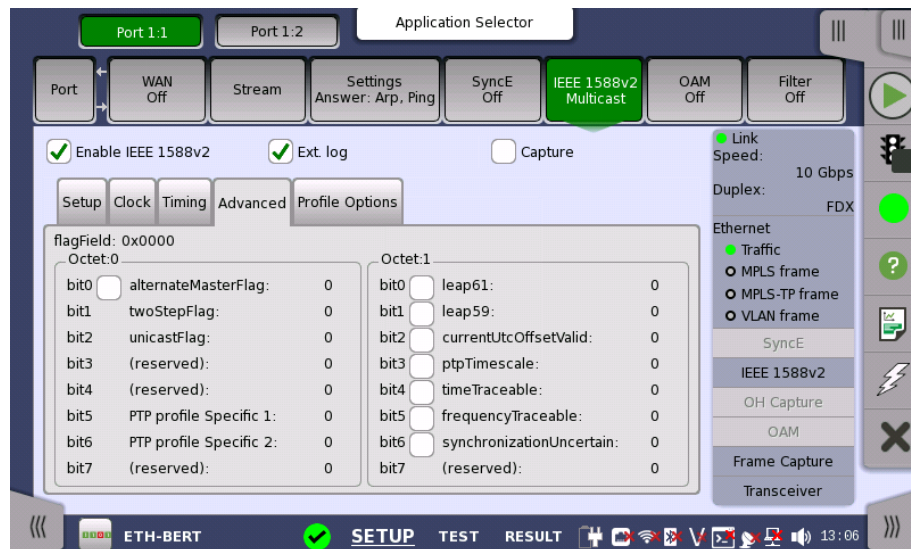 Application Selector
Port 1:1
Port 1:2
Port
WAN
Off
Stream
Settings
Answer: Arp, Ping
SyncE
Off
IEEE 1588v2
Multicast
OAM
Off
Filter
Off
Enable IEEE 1588v2
Ext. log
Capture
Setup
Clock
Timing
Advanced
Profile Options
flagField: 0x0000
Octet:0
bit0 alternateMasterFlag: 0
bit1 twoStepFlag: 0
bit2 unicastFlag: 0
bit3 (reserved): 0
bit4 (reserved): 0
bit5 PTP profile Specific 1: 0
bit6 PTP profile Specific 2: 0
bit7 (reserved): 0
Octet:1
bit0 leap61: 0
bit1 leap59: 0
bit2 currentUtcOffsetValid: 0
bit3 ptpTimescale: 0
bit4 timeTraceable: 0
bit5 frequencyTraceable: 0
bit6 synchronizationUncertain: 0
bit7 (reserved): 0
Link
Speed:
10 Gbps
Duplex:
FDX
Ethernet
Traffic
MPLS frame
MPLS-TP frame
VLAN frame
SyncE
IEEE 1588v2
OH Capture
OAM
Frame Capture
Transceiver
ETH-BERT
SETUP
TEST
RESULT
13:06